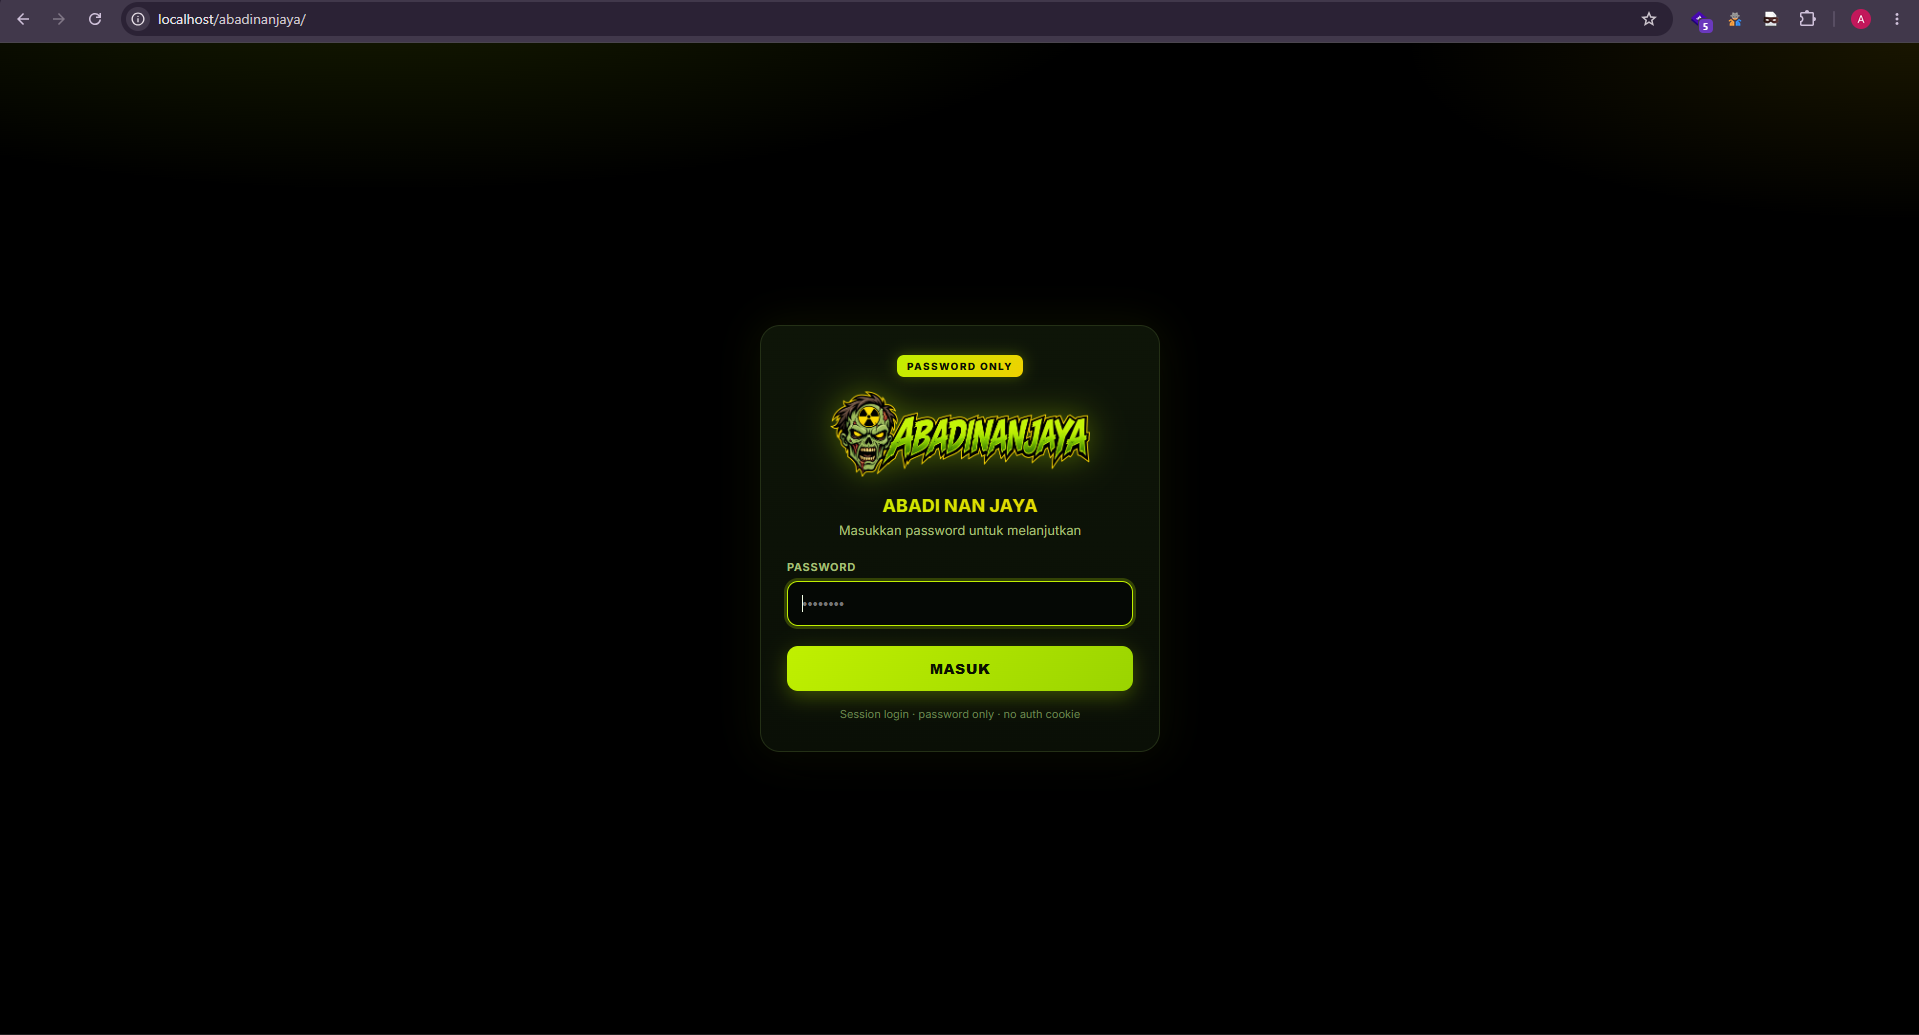 localhost/abadinanjaya/
5
A
PASSWORD ONLY
ABADINANJAYA
ABADI NAN JAYA
Masukkan password untuk melanjutkan
PASSWORD
••••••••
MASUK
Session login · password only · no auth cookie